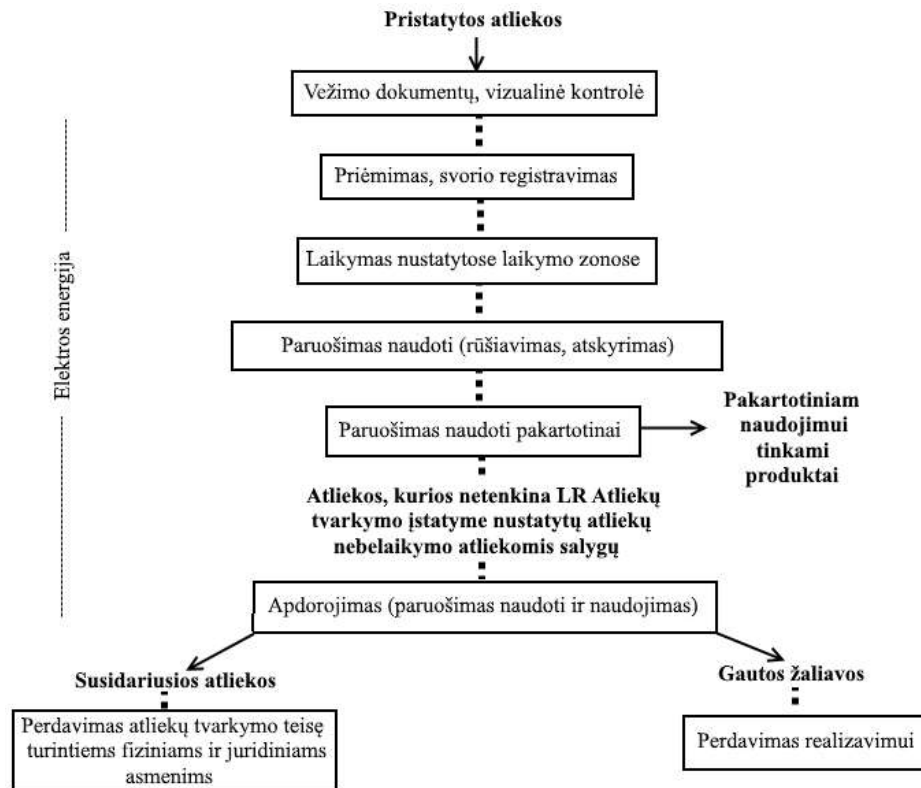 Pristatytos atliekos
Vežimo dokumentų, vizualinė kontrolė
Priėmimas, svorio registravimas
Laikymas nustatytose laikymo zonose
Elektros energija
Paruošimas naudoti (rūšiavimas, atskyrimas)
Paruošimas naudoti pakartotinai
Pakartotiniam
naudojimui
tinkami
produktai
Atliekos, kurios netenkina LR Atliekų
tvarkymo įstatyme nustatytų atliekų
nebelaikymo atliekomis salygų
Apdorojimas (paruošimas naudoti ir naudojimas)
Susidariusios atliekos
Gautos žaliavos
Perdavimas atliekų tvarkymo teisę
turintiems fiziniams ir juridiniams
asmenims
Perdavimas realizavimui